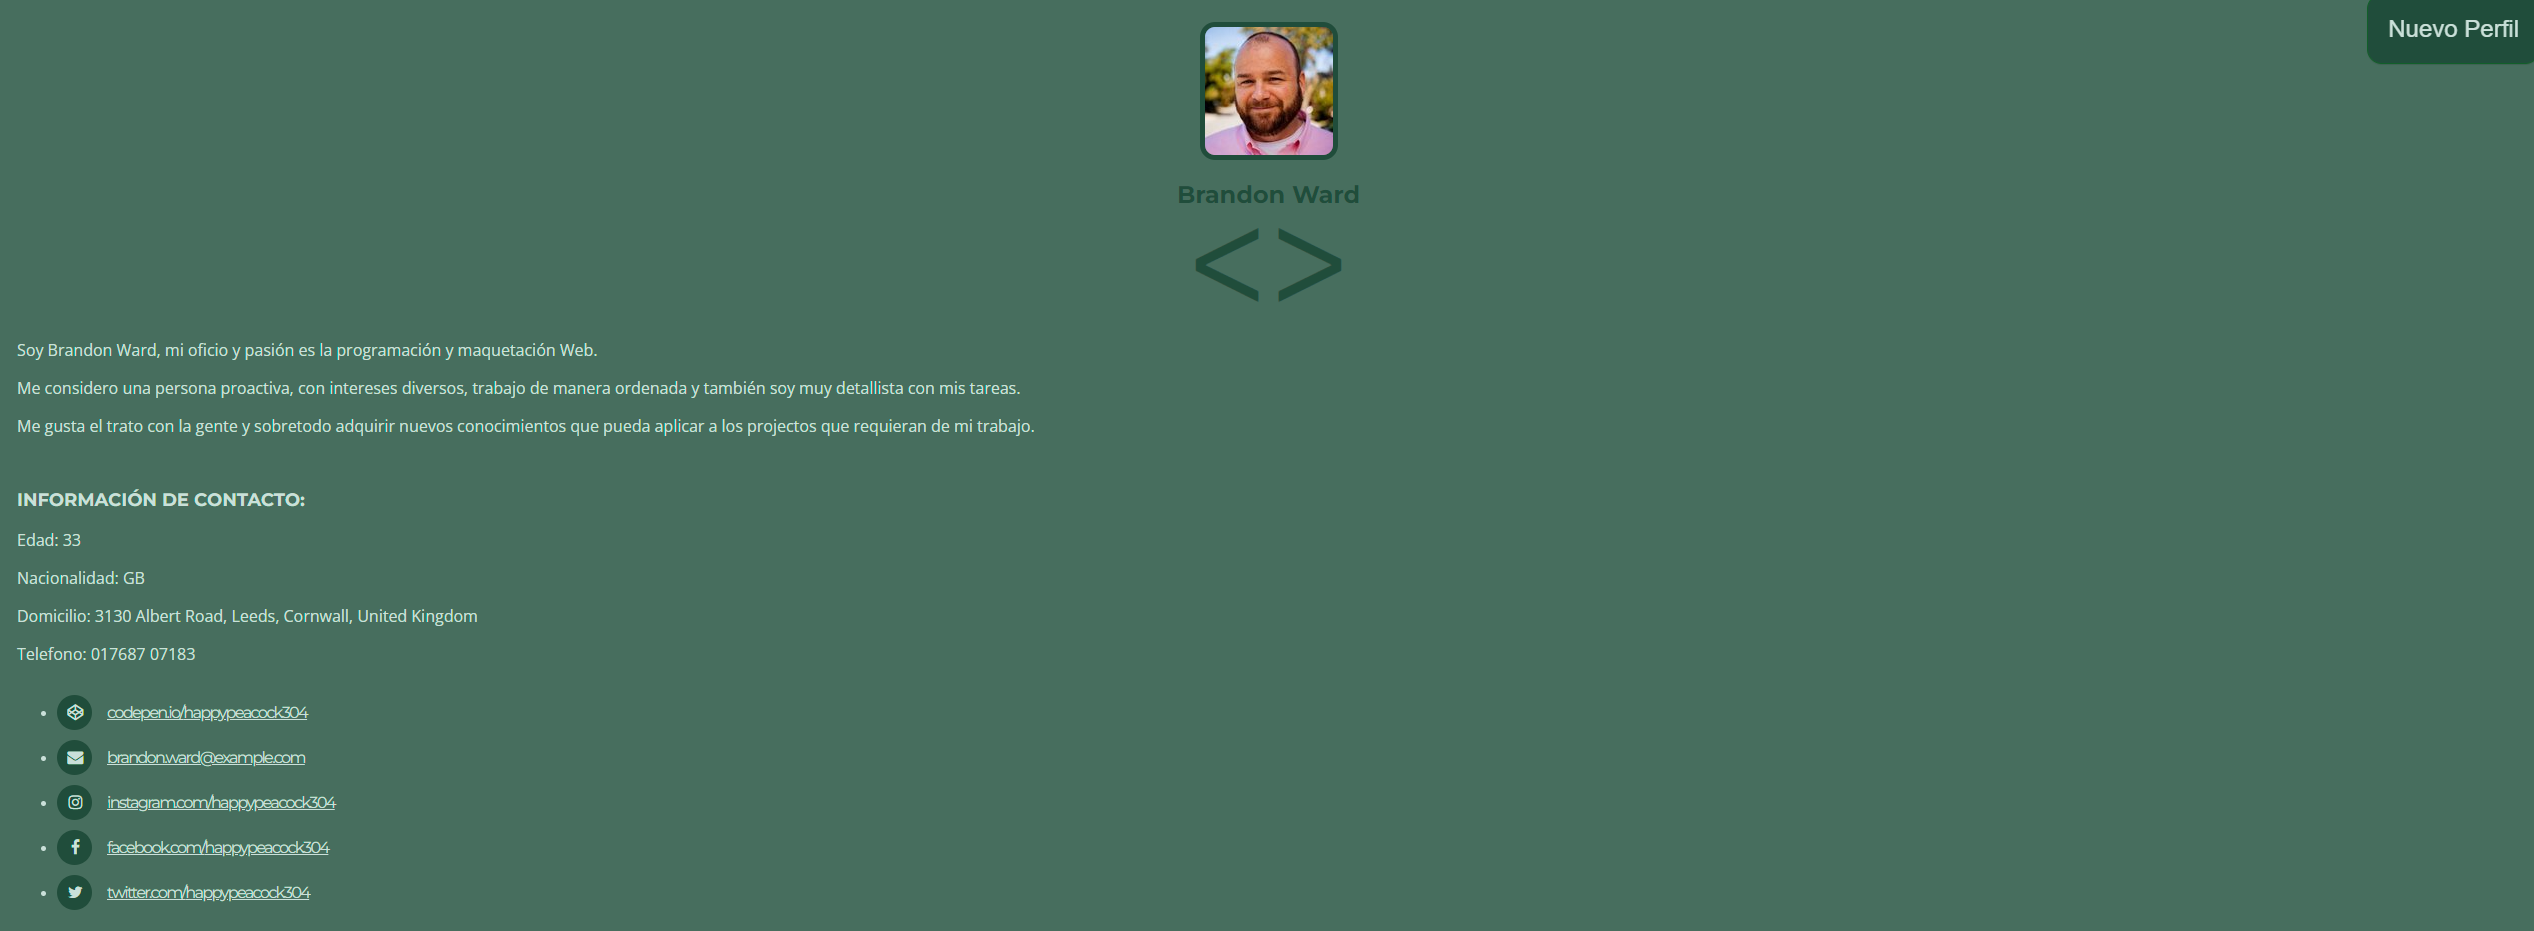 Nuevo Perfil
Brandon Ward
<>
Soy Brandon Ward, mi oficio y pasión es la programación y maquetación Web.
Me considero una persona proactiva, con intereses diversos, trabajo de manera ordenada y también soy muy detallista con mis tareas.
Me gusta el trato con la gente y sobretodo adquirir nuevos conocimientos que pueda aplicar a los projectos que requieran de mi trabajo.
INFORMACIÓN DE CONTACTO:
Edad: 33
Nacionalidad: GB
Domicilio: 3130 Albert Road, Leeds, Cornwall, United Kingdom
Telefono: 017687 07183
codepen.io/happypeacock304
brandon.ward@example.com
instagram.com/happypeacock304
facebook.com/happypeacock304
twitter.com/happypeacock304